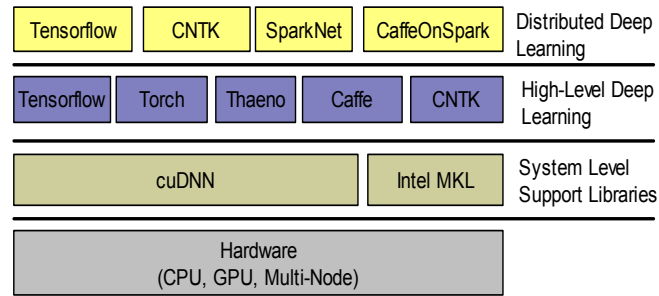 Tensorflow
CNTK
SparkNet
CaffeOnSpark
Distributed Deep
Learning
Tensorflow
Torch
Thaeno
Caffe
CNTK
High-Level Deep
Learning
cuDNN
Intel MKL
System Level
Support Libraries
Hardware
(CPU, GPU, Multi-Node)